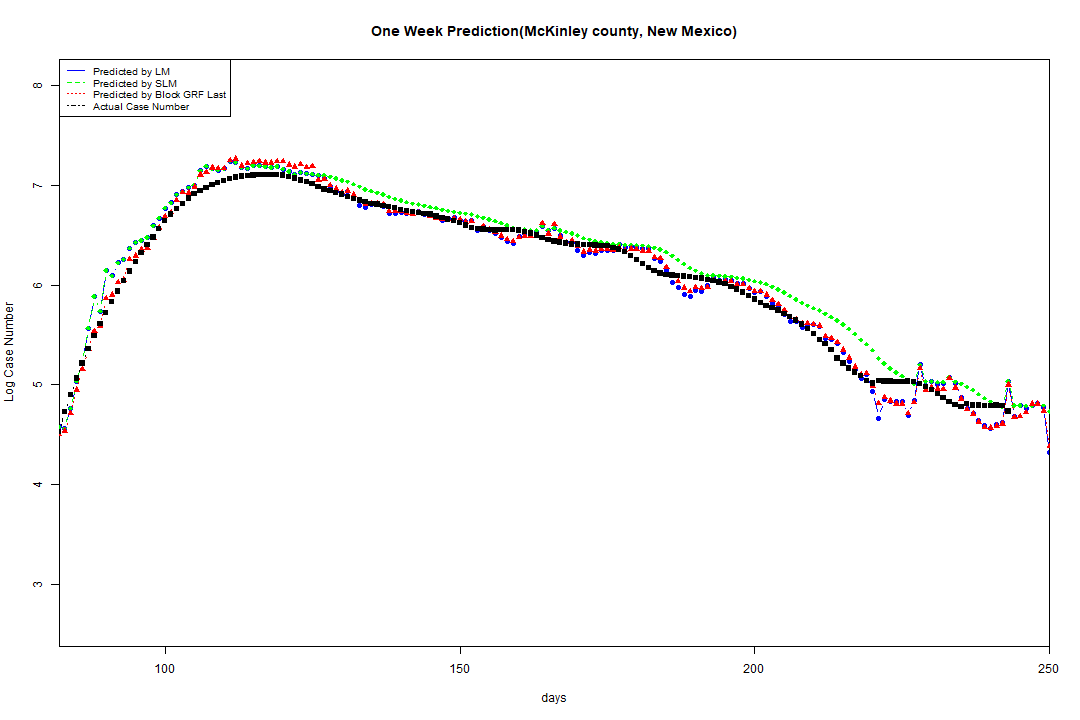 One Week Prediction(McKinley county, New Mexico)
Predicted by LM
Predicted by SLM
Predicted by Block GRF Last
Actual Case Number
8
7
6
5
4
3
Log Case Number
100 150 200 250
days